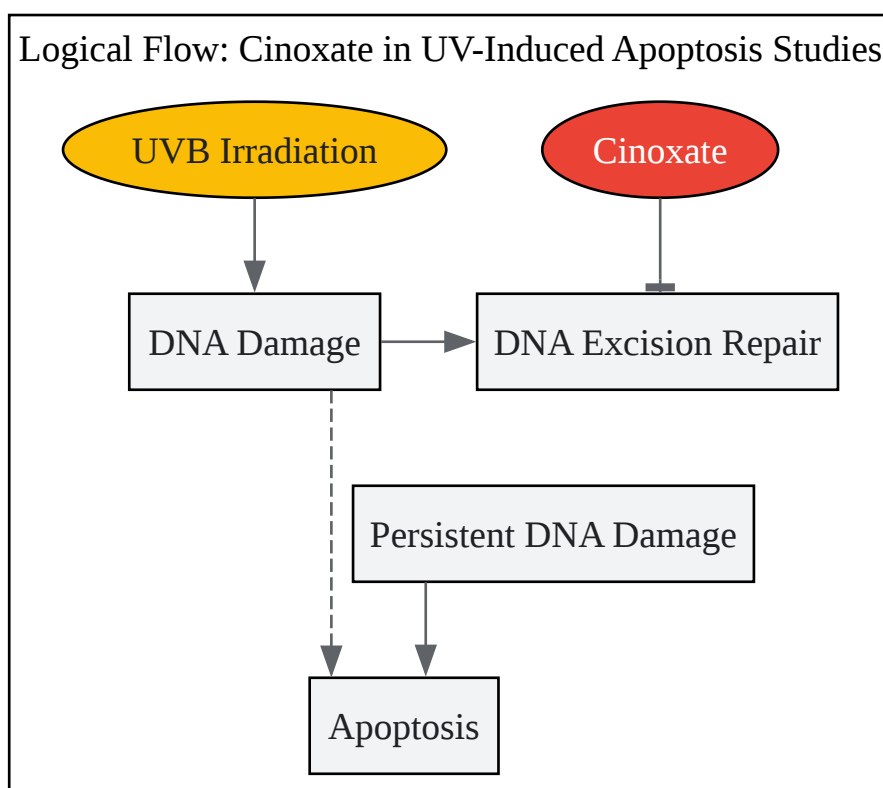 Logical Flow: Cinoxate in UV-Induced Apoptosis Studies
UVB Irradiation
Cinoxate
DNA Damage
DNA Excision Repair
Persistent DNA Damage
Apoptosis